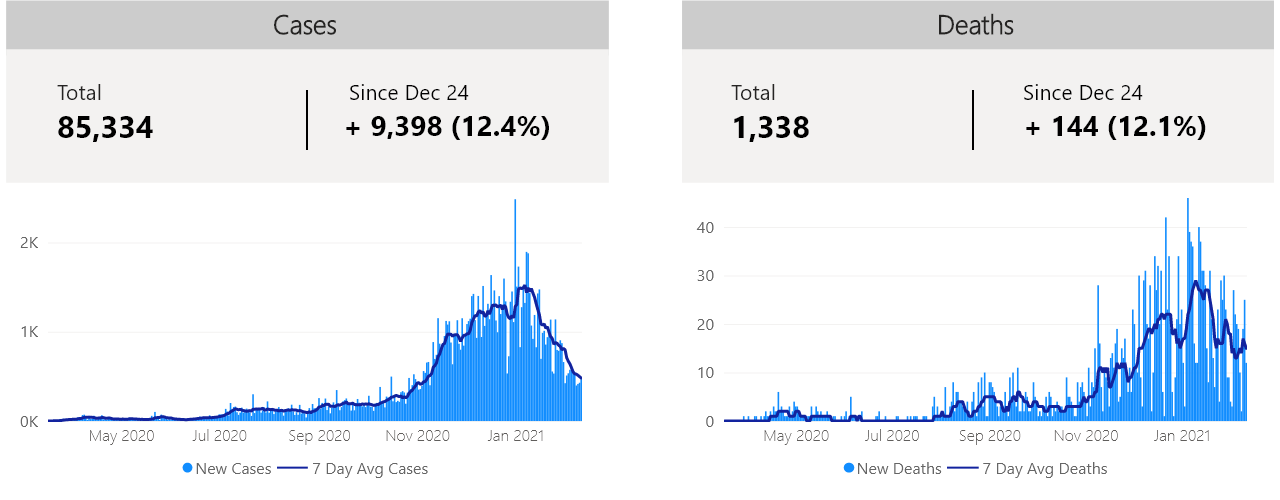 Cases
Total
85,334
Since Dec 24
+ 9,398 (12.4%)
2K
1K
0K
May 2020 Jul 2020 Sep 2020 Nov 2020 Jan 2021
New Cases 7 Day Avg Cases
Deaths
Total
1,338
Since Dec 24
+ 144 (12.1%)
40
30
20
10
0
May 2020 Jul 2020 Sep 2020 Nov 2020 Jan 2021
New Deaths 7 Day Avg Deaths